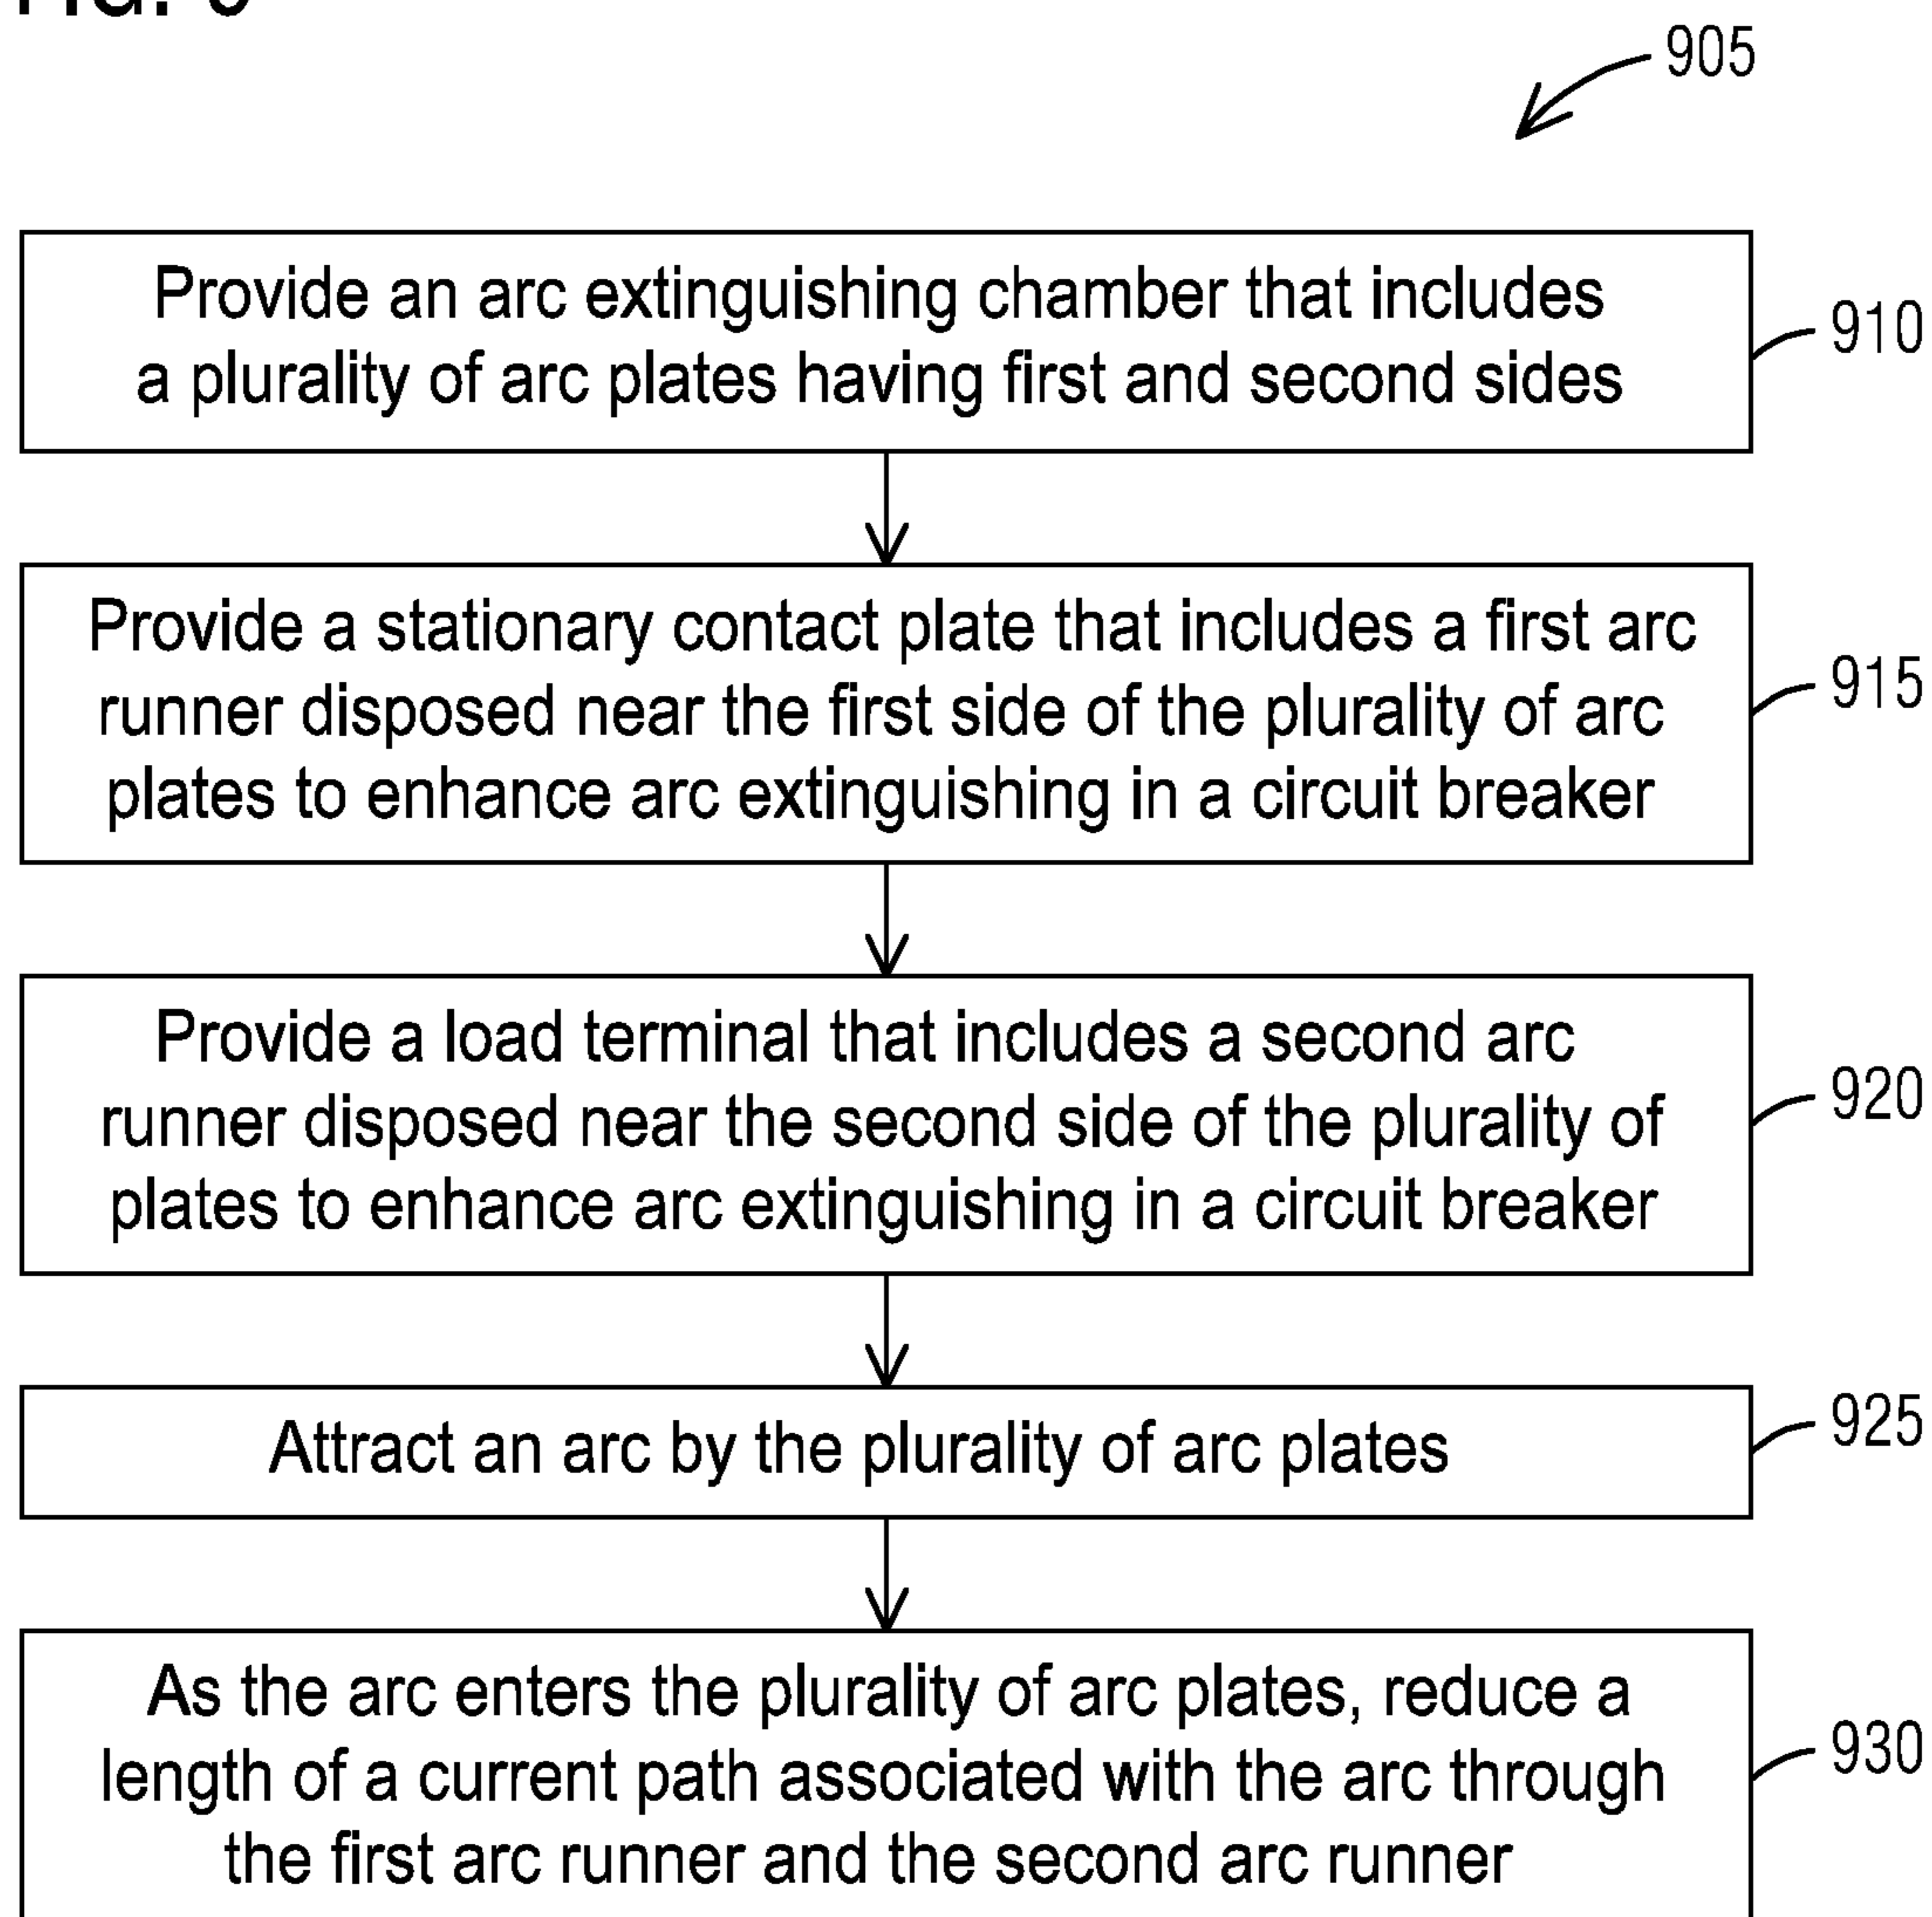 905
Provide an arc extinguishing chamber that includes
a plurality of arc plates having first and second sides
910
Provide a stationary contact plate that includes a first arc
runner disposed near the first side of the plurality of arc
plates to enhance arc extinguishing in a circuit breaker
915
Provide a load terminal that includes a second arc
runner disposed near the second side of the plurality of
plates to enhance arc extinguishing in a circuit breaker
920
Attract an arc by the plurality of arc plates
925
As the arc enters the plurality of arc plates, reduce a
length of a current path associated with the arc through
the first arc runner and the second arc runner
930